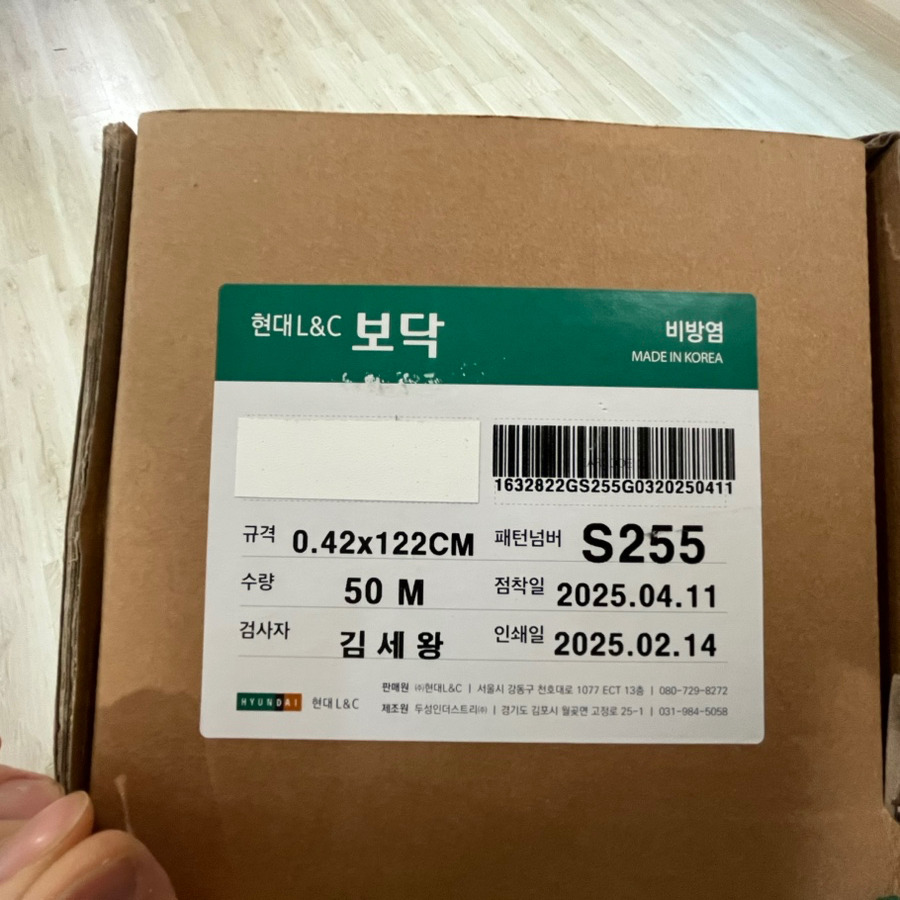 현대L&C 보닥
비방염
MADE IN KOREA
1632822GS255G0320250411
규격 0.42x122CM
패턴넘버 S255
수량 50 M
점착일 2025.04.11
검사자 김세왕
인쇄일 2025.02.14
HYUNDAI 현대L&C
판매원 ㈜현대L&C | 서울시 강동구 천호대로 1077 ECT 13층 | 080-729-8272
제조원 두성인더스트리㈜ | 경기도 김포시 월곶면 고정로 25-1 | 031-984-5058